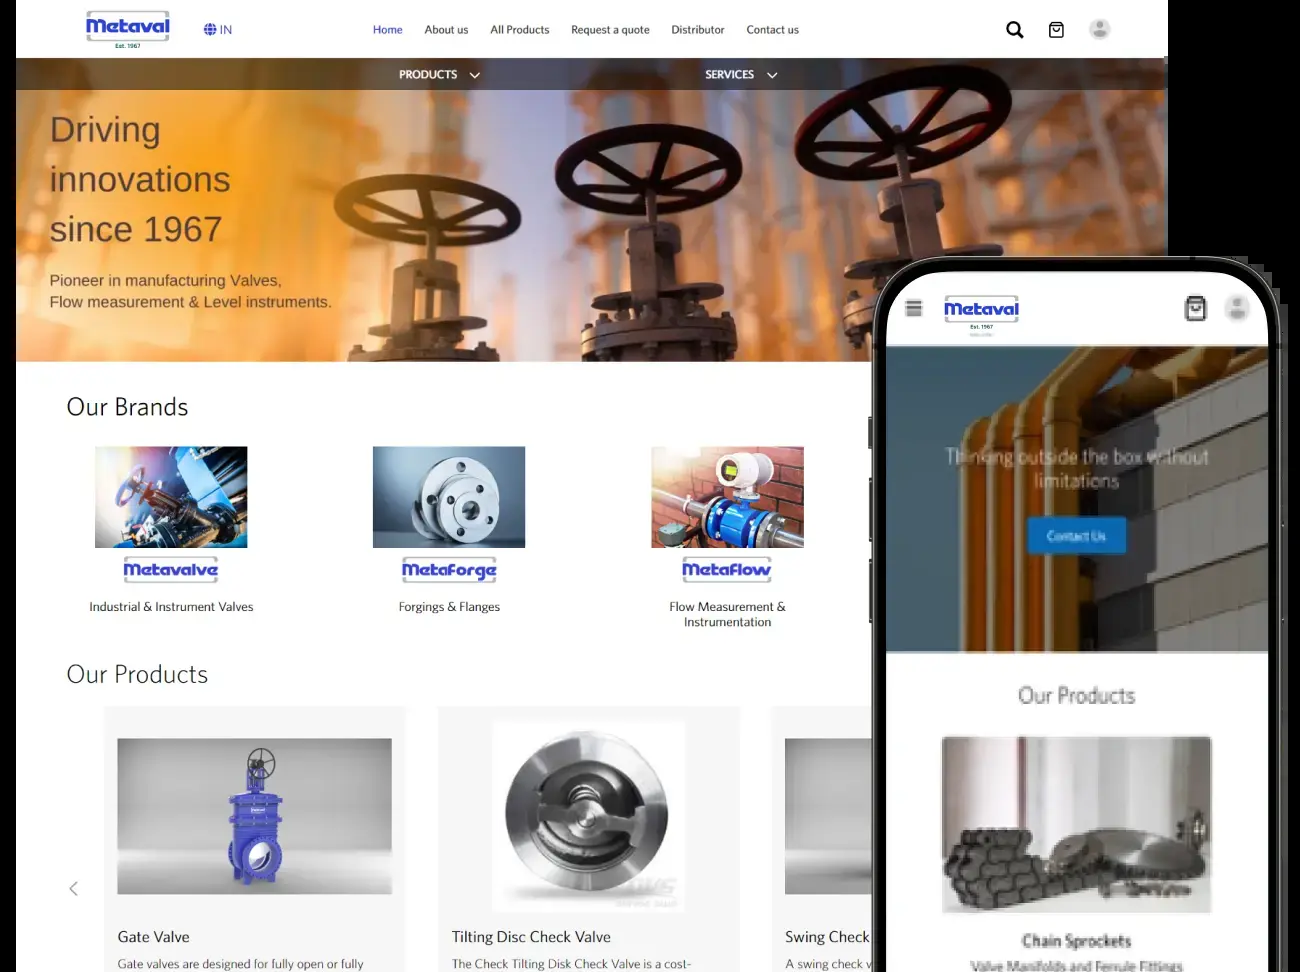 Metaval
Est. 1967
IN
Home
About us
All Products
Request a quote
Distributor
Contact us
PRODUCTS
SERVICES
Driving
innovations
since 1967
Pioneer in manufacturing Valves,
Flow measurement & Level instruments.
Our Brands
Metavalve
Industrial & Instrument Valves
MetaForge
Forgings & Flanges
Metaflow
Flow Measurement &
Instrumentation
Our Products
Metaval
Gate Valve
Gate valves are designed for fully open or fully
Tilting Disc Check Valve
The Check Tilting Disk Check Valve is a cost-
Swing Check
A swing check v
Metaval
Est. 1967
Thinking outside the box without
limitations
Contact Us
Our Products
Chain Sprockets
Valve Manifolds and Ferrule Fittings